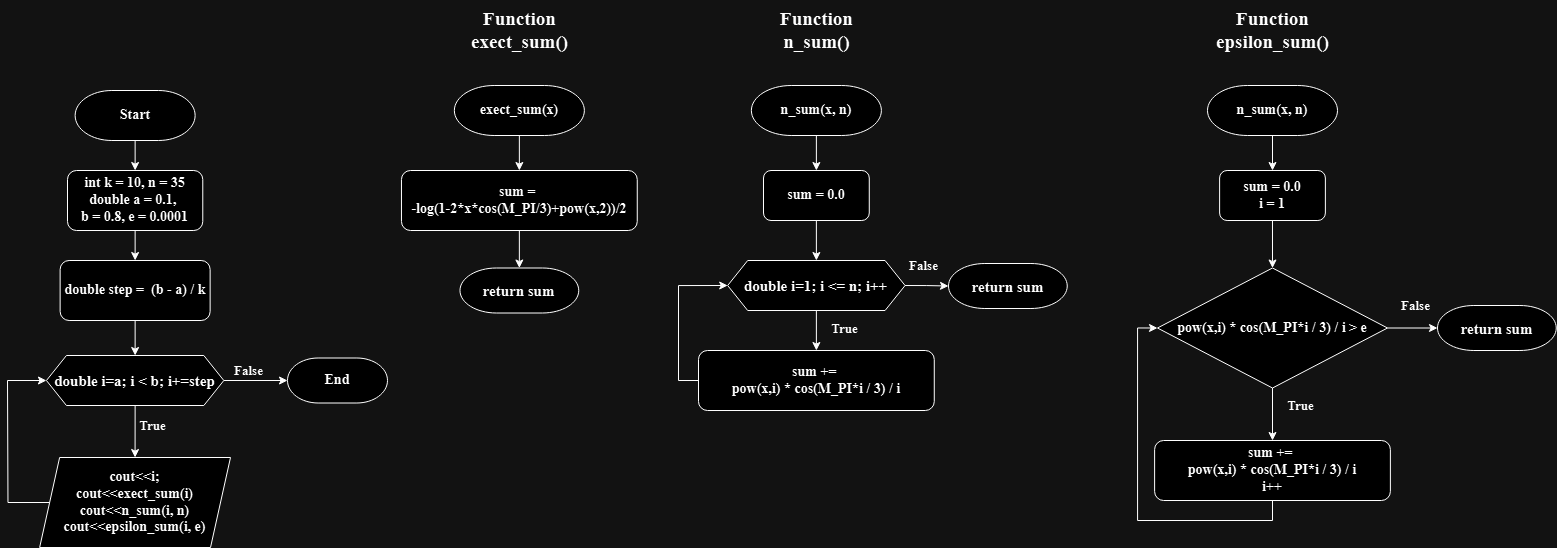 Function
exect_sum()
Function
n_sum()
Function
epsilon_sum()
Start
int k = 10, n = 35
double a = 0.1,
b = 0.8, e = 0.0001
double step =  (b - a) / k
double i=a; i < b; i+=step
False
End
True
cout<<i;
cout<<exect_sum(i)
cout<<n_sum(i, n)
cout<<epsilon_sum(i, e)
exect_sum(x)
sum =
-log(1-2*x*cos(M_PI/3)+pow(x,2))/2
return sum
n_sum(x, n)
sum = 0.0
double i=1; i <= n; i++
False
return sum
True
sum +=
pow(x,i) * cos(M_PI*i / 3) / i
n_sum(x, n)
sum = 0.0
i = 1
pow(x,i) * cos(M_PI*i / 3) / i > e
False
return sum
True
sum +=
pow(x,i) * cos(M_PI*i / 3) / i
i++